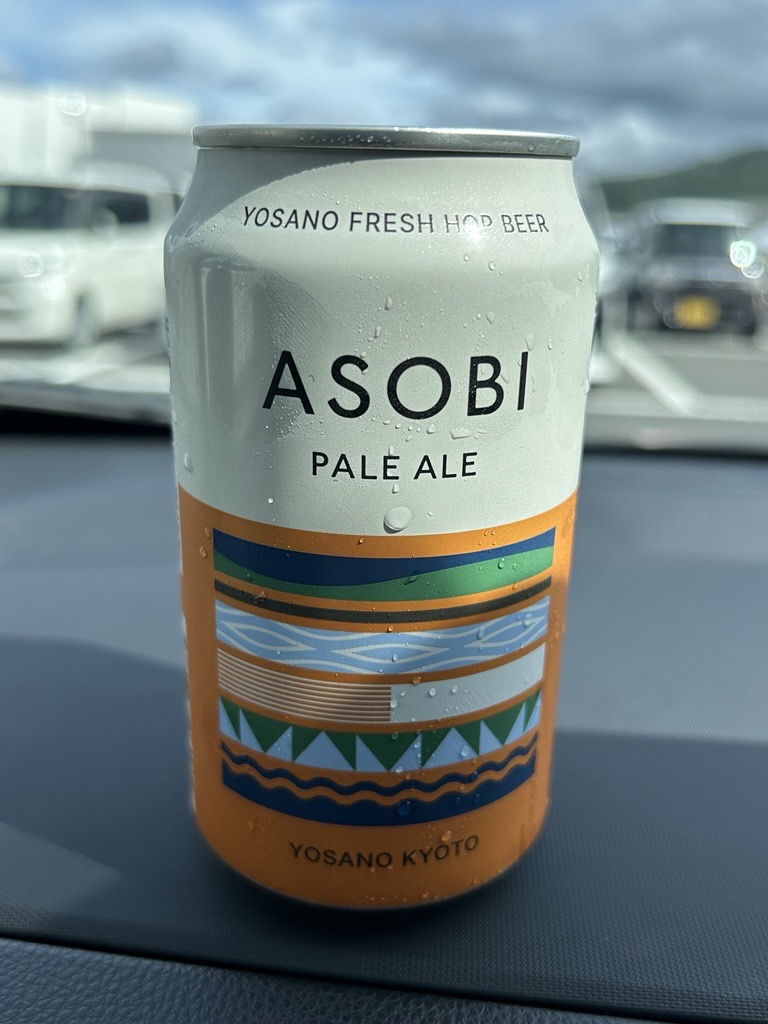 YOSANO FRESH HOP BEER
ASOBI
PALE ALE
YOSANO KYOTO